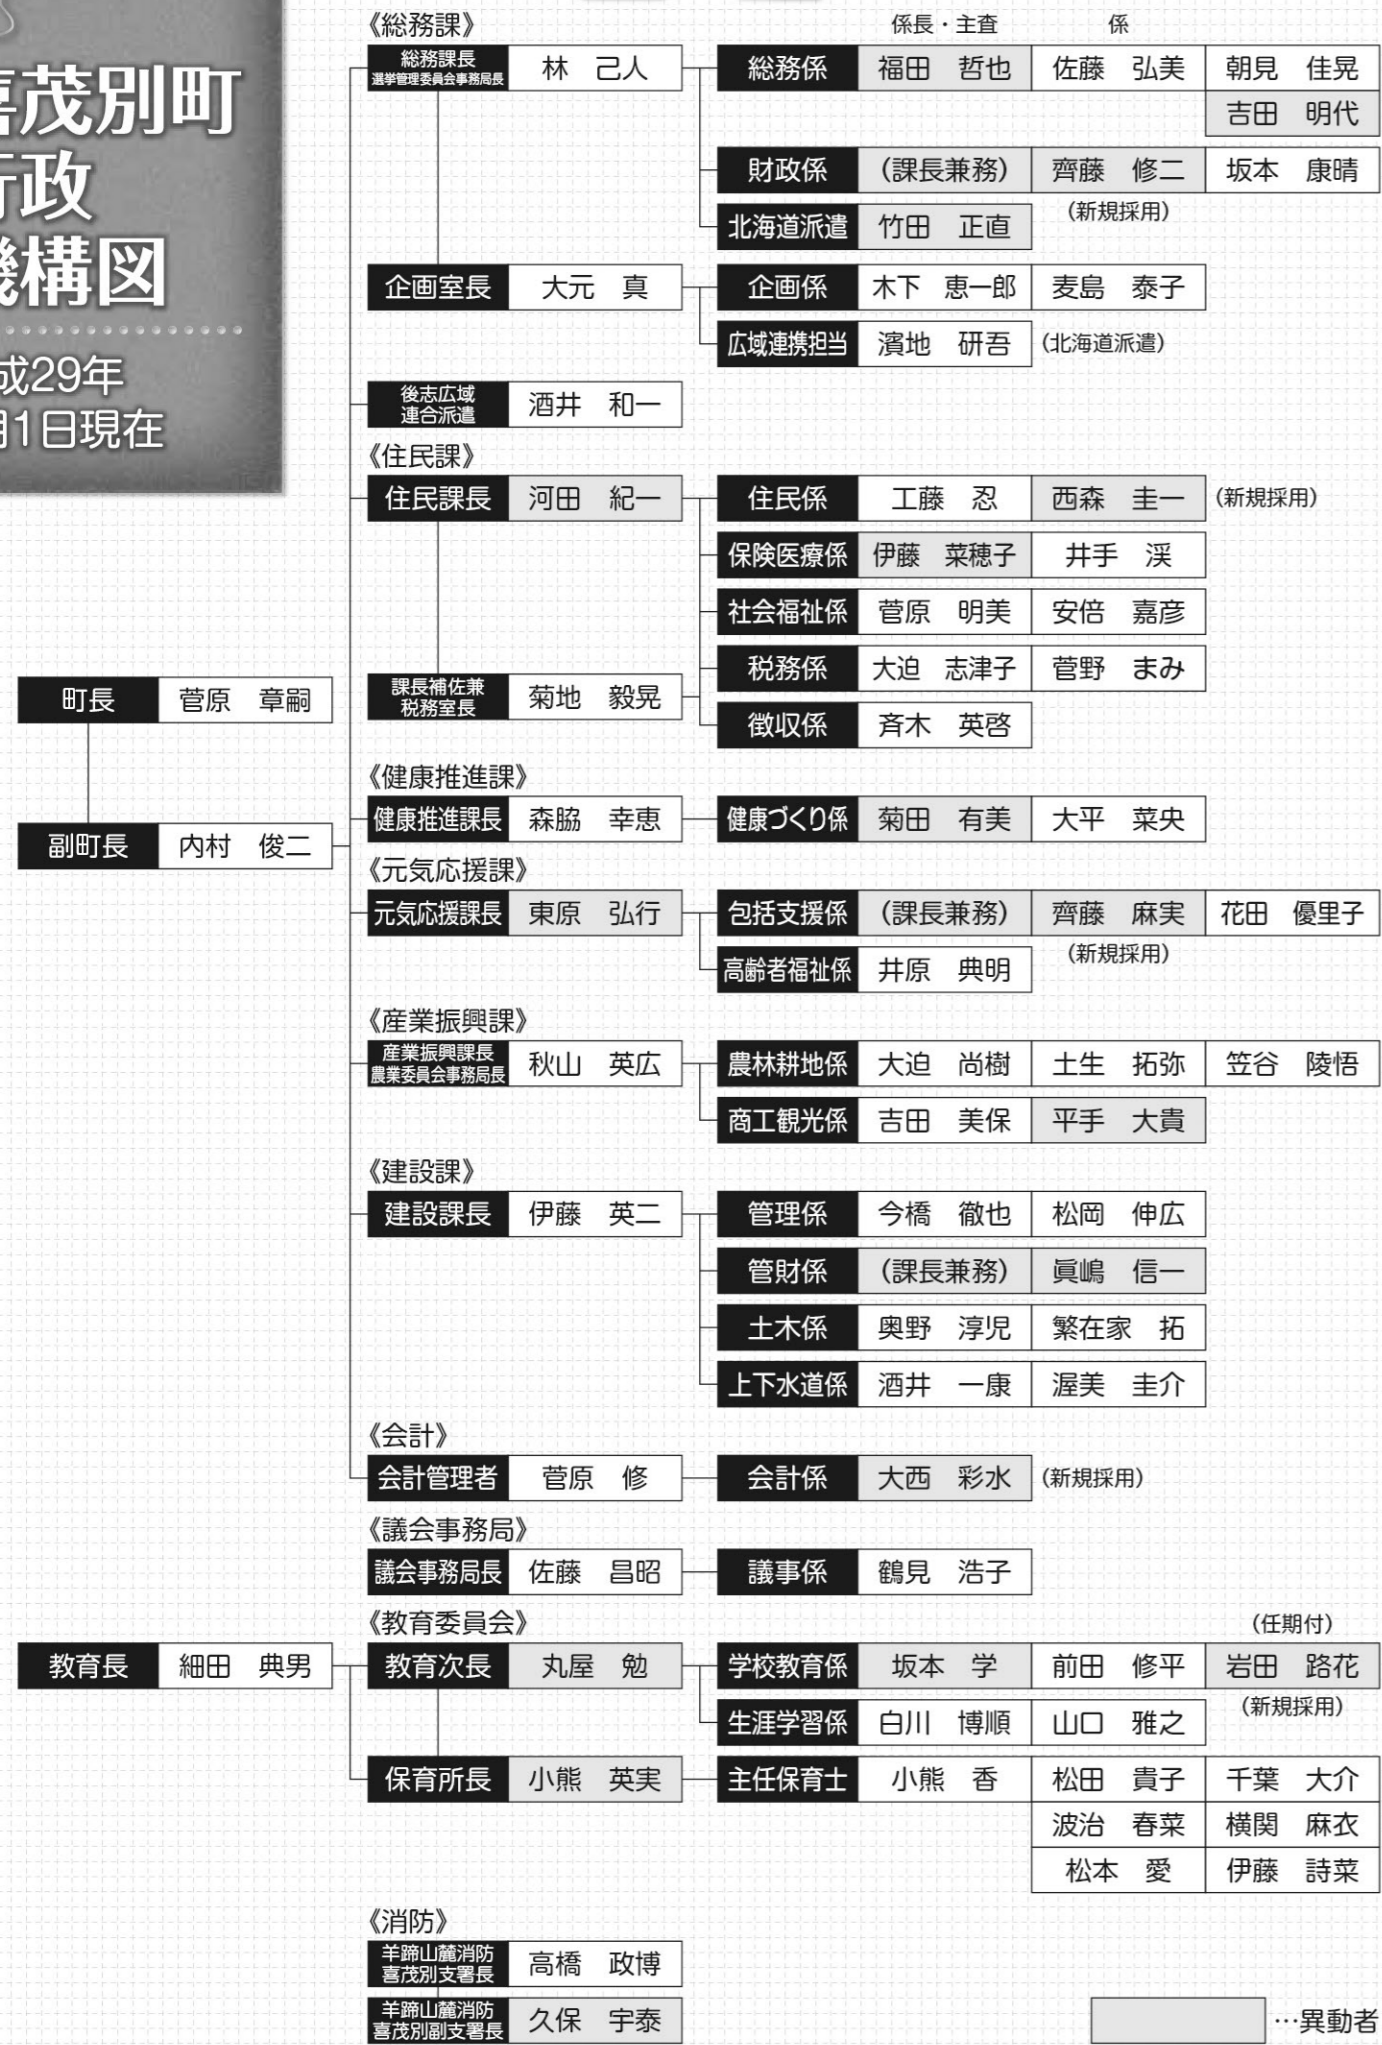 喜茂別町
行政
機構図
成29年
月1日現在
《総務課》
係長・主査 係
総務課長 選挙管理委員会事務局長 林 己人 総務係 福田 哲也 佐藤 弘美 朝見 佳晃
吉田 明代
財政係 (課長兼務) 齊藤 修二 坂本 康晴
(新規採用)
北海道派遣 竹田 正直
企画室長 大元 真 企画係 木下 恵一郎 麦島 泰子
広域連携担当 濱地 研吾 (北海道派遣)
後志広域
連合派遣 酒井 和一
《住民課》
住民課長 河田 紀一 住民係 工藤 忍 西森 圭一 (新規採用)
保険医療係 伊藤 菜穂子 井手 渓
社会福祉係 菅原 明美 安倍 嘉彦
課長補佐兼
税務室長 菊地 毅晃 税務係 大迫 志津子 菅野 まみ
徴収係 斉木 英啓
町長 菅原 章嗣
副町長 内村 俊二
《健康推進課》
健康推進課長 森脇 幸恵 健康づくり係 菊田 有美 大平 菜央
《元気応援課》
元気応援課長 東原 弘行 包括支援係 (課長兼務) 齊藤 麻実 花田 優里子
(新規採用)
高齢者福祉係 井原 典明
《産業振興課》
産業振興課長
農業委員会事務局長 秋山 英広 農林耕地係 大迫 尚樹 土生 拓弥 笠谷 陵悟
商工観光係 吉田 美保 平手 大貴
《建設課》
建設課長 伊藤 英二 管理係 今橋 徹也 松岡 伸広
管財係 (課長兼務) 眞嶋 信一
土木係 奥野 淳児 繁在家 拓
上下水道係 酒井 一康 渥美 圭介
《会計》
会計管理者 菅原 修 会計係 大西 彩水 (新規採用)
《議会事務局》
議会事務局長 佐藤 昌昭 議事係 鶴見 浩子
《教育委員会》
(任期付)
教育長 細田 典男 教育次長 丸屋 勉 学校教育係 坂本 学 前田 修平 岩田 路花
(新規採用)
生涯学習係 白川 博順 山口 雅之
保育所長 小熊 英実 主任保育士 小熊 香 松田 貴子 千葉 大介
波治 春菜 横関 麻衣
松本 愛 伊藤 詩菜
《消防》
羊蹄山麓消防
喜茂別支署長 高橋 政博
羊蹄山麓消防
喜茂別副支署長 久保 宇泰
…異動者